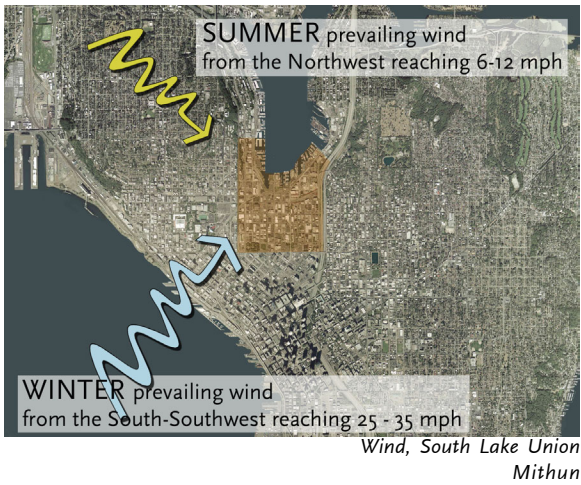 SUMMER prevailing wind
from the Northwest reaching 6-12 mph
WINTER prevailing wind
from the South-Southwest reaching 25 - 35 mph
Wind, South Lake Union
Mithun